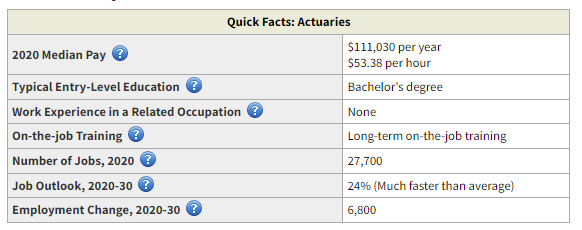 Quick Facts: Actuaries
2020 Median Pay ? $111,030 per year
$53.38 per hour
Typical Entry-Level Education ? Bachelor's degree
Work Experience in a Related Occupation ? None
On-the-job Training ? Long-term on-the-job training
Number of Jobs, 2020 ? 27,700
Job Outlook, 2020-30 ? 24% (Much faster than average)
Employment Change, 2020-30 ? 6,800